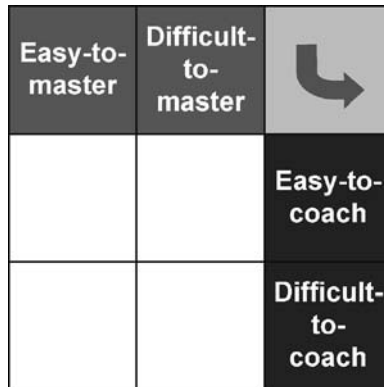 Easy-to-
master
Difficult-
to-
master
Easy-to-
coach
Difficult-
to-
coach